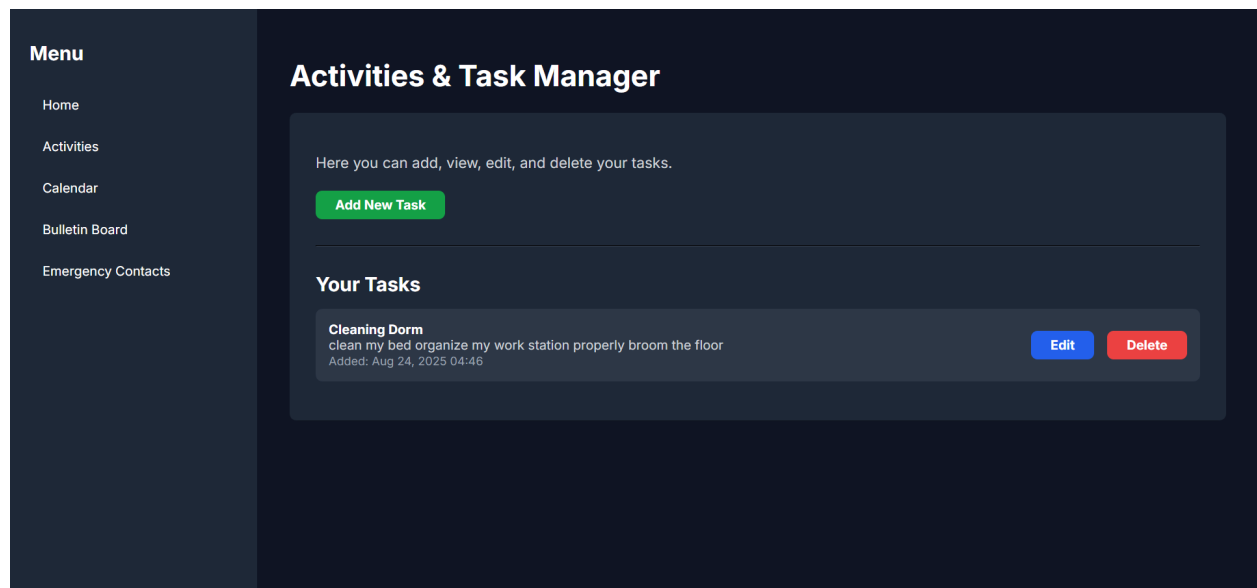 Menu
Home
Activities
Calendar
Bulletin Board
Emergency Contacts
Activities & Task Manager
Here you can add, view, edit, and delete your tasks.
Add New Task
Your Tasks
Cleaning Dorm
clean my bed organize my work station properly broom the floor
Added: Aug 24, 2025 04:46
Edit
Delete